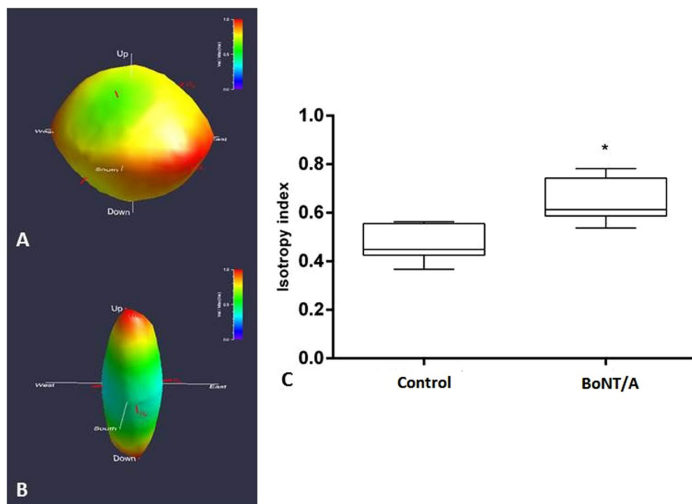 Up
West
East
South
Down
A
Up
West
East
South
Down
B
1.0
0.8
0.6
0.4
0.2
0.0
Isotropy index
*
Control
BoNT/A
C